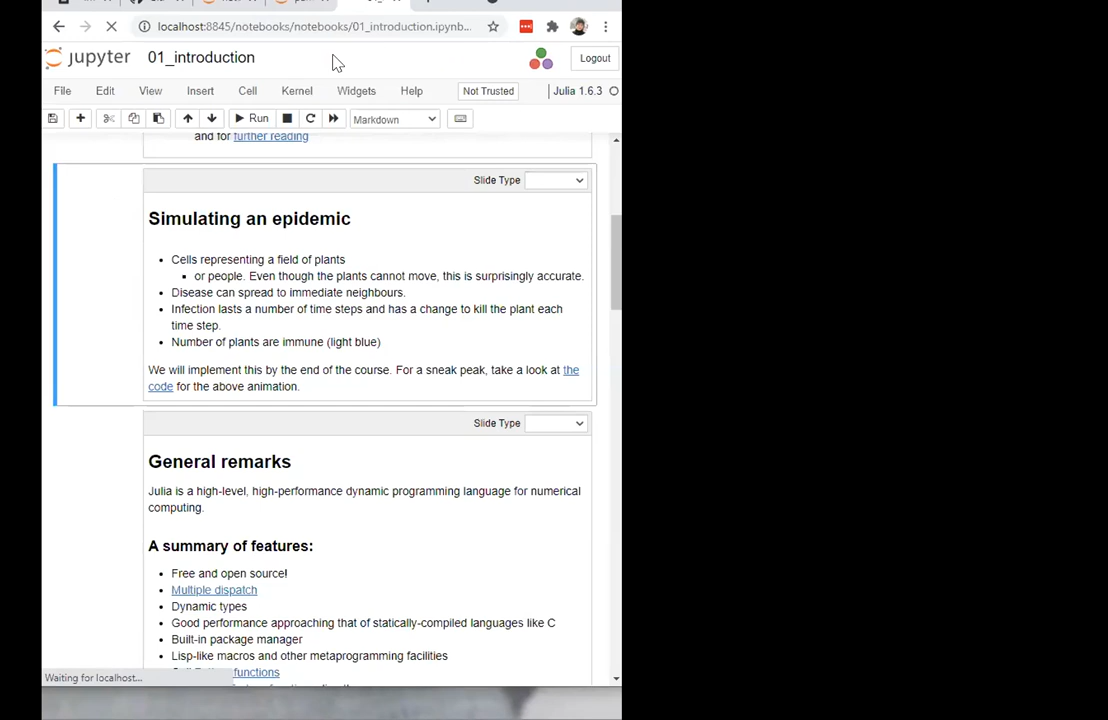 localhost:8845/notebooks/notebooks/01_introduction.ipynb...
jupyter 01_introduction Logout
File Edit View Insert Cell Kernel Widgets Help Not Trusted Julia 1.6.3
Run Markdown
and for further reading
Slide Type
Simulating an epidemic
Cells representing a field of plants
or people. Even though the plants cannot move, this is surprisingly accurate.
Disease can spread to immediate neighbours.
Infection lasts a number of time steps and has a change to kill the plant each
time step.
Number of plants are immune (light blue)
We will implement this by the end of the course. For a sneak peak, take a look at the
code for the above animation.
Slide Type
General remarks
Julia is a high-level, high-performance dynamic programming language for numerical
computing.
A summary of features:
Free and open source!
Multiple dispatch
Dynamic types
Good performance approaching that of statically-compiled languages like C
Built-in package manager
Lisp-like macros and other metaprogramming facilities
functions
Waiting for localhost...